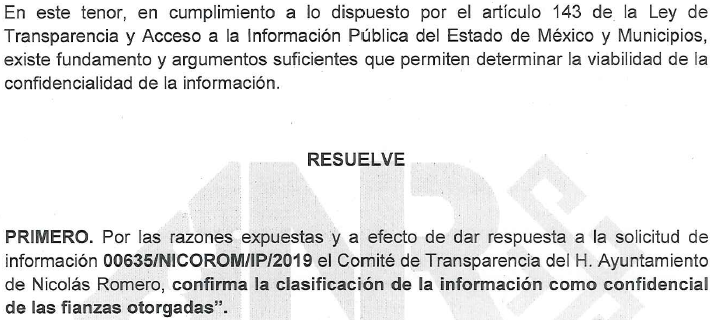 En este tenor, en cumplimiento a lo dispuesto por el artículo 143 de la Ley de
Transparencia y Acceso a la Información Pública del Estado de México y Municipios,
existe fundamento y argumentos suficientes que permiten determinar la viabilidad de la
confidencialidad de la información.
RESUELVE
PRIMERO. Por las razones expuestas y a efecto de dar respuesta a la solicitud de
información 00635/NICOROM/IP/2019 el Comité de Transparencia del H. Ayuntamiento
de Nicolás Romero, confirma la clasificación de la información como confidencial
de las fianzas otorgadas”.